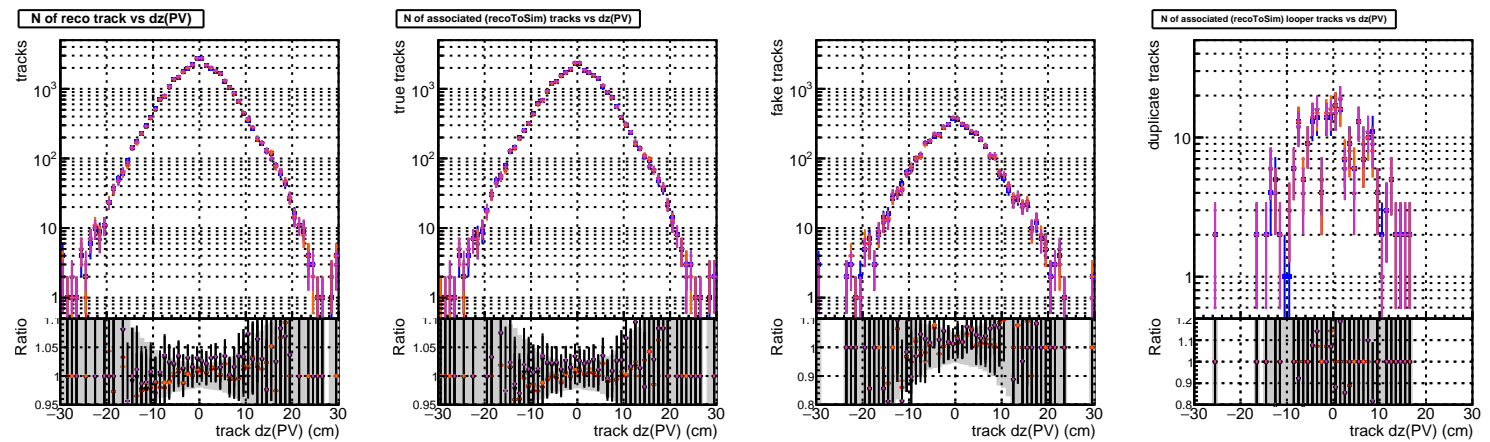 N of reco track vs dz(PV)
tracks
10³
10²
10
1
Ratio
1.1
1.05
1
0.95
−30 −20 −10 0 10 20 30
track dz(PV) (cm)
N of associated (recoToSim) tracks vs dz(PV)
true tracks
10³
10²
10
1
Ratio
1.1
1.05
1
0.95
−30 −20 −10 0 10 20 30
track dz(PV) (cm)
fake tracks
10³
10²
10
1
Ratio
1.1
1
0.9
0.8
−30 −20 −10 0 10 20 30
track dz(PV) (cm)
N of associated (recoToSim) looper tracks vs dz(PV)
duplicate tracks
10
1
Ratio
1.2
1.1
1
0.9
0.8
−30 −20 −10 0 10 20 30
track dz(PV) (cm)